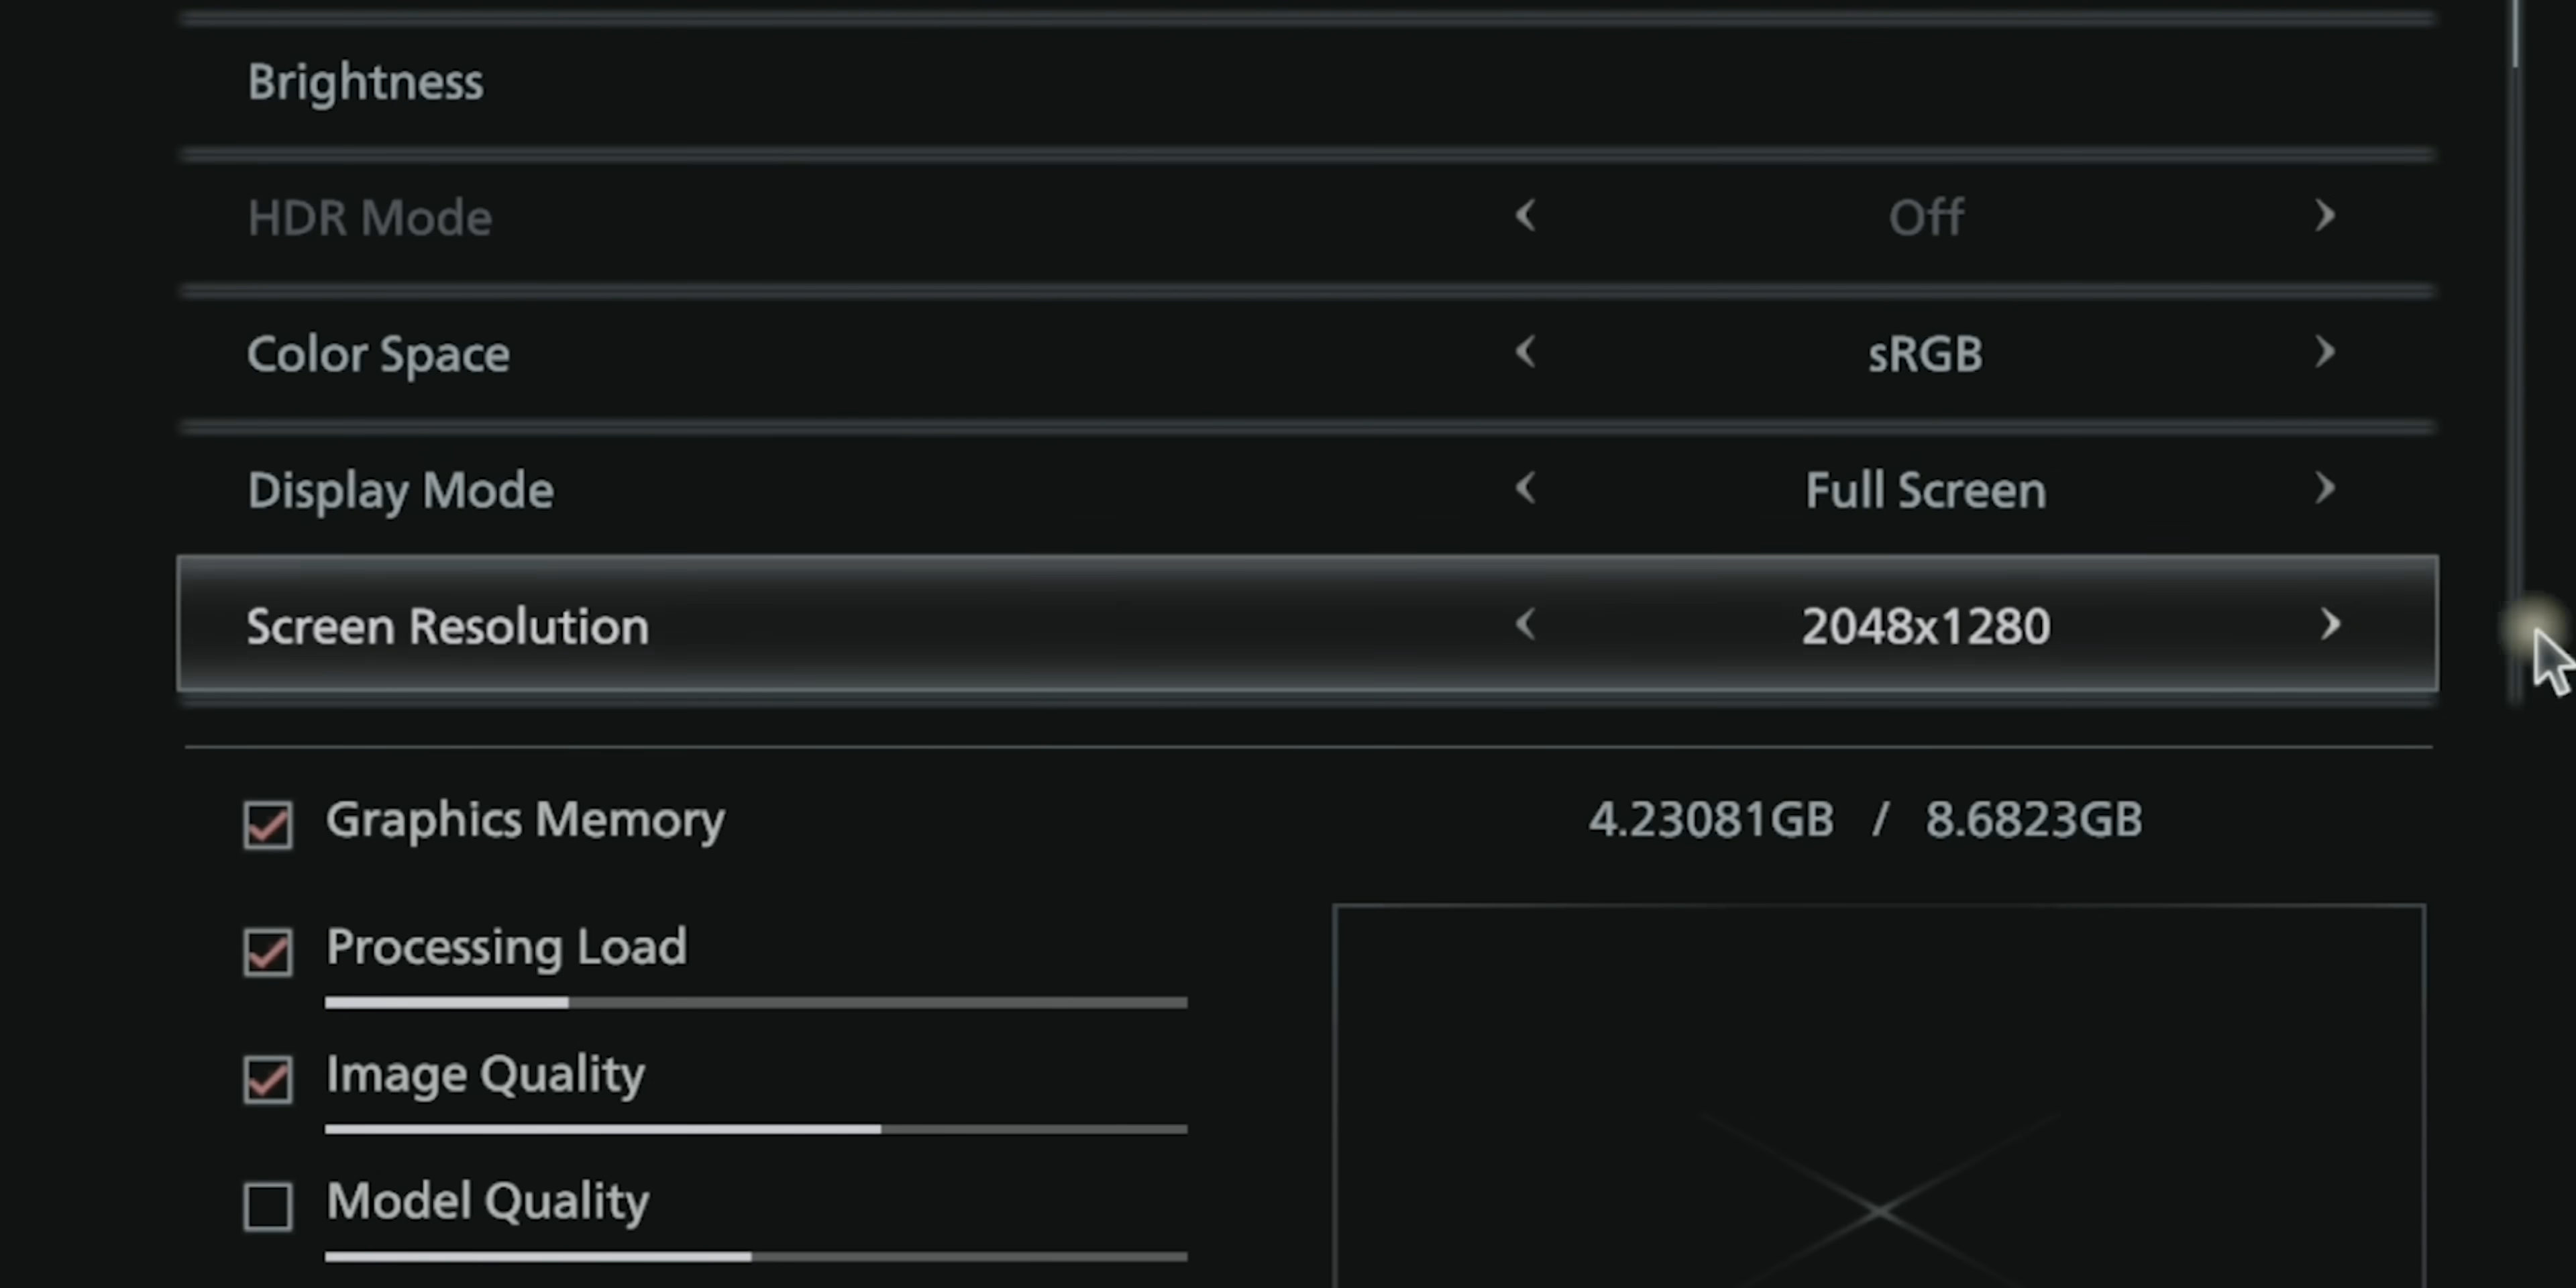 Brightness
HDR Mode < Off >
Color Space < sRGB >
Display Mode < Full Screen >
Screen Resolution < 2048x1280 >
Graphics Memory 4.23081GB / 8.6823GB
Processing Load
Image Quality
Model Quality